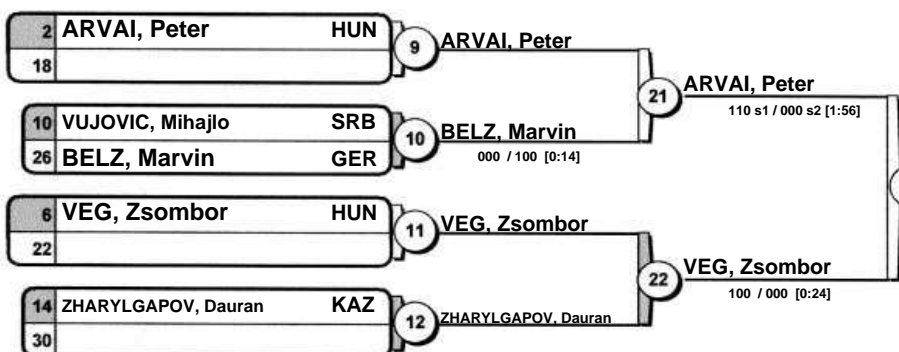 2 ARVAI, Peter HUN
18
9
ARVAI, Peter
10 VUJOVIC, Mihajlo SRB
26 BELZ, Marvin GER
10
BELZ, Marvin
000 / 100 [0:14]
21
ARVAI, Peter
110 s1 / 000 s2 [1:56]
6 VEG, Zsombor HUN
22
11
VEG, Zsombor
14 ZHARYLGAPOV, Dauran KAZ
30
12
ZHARYLGAPOV, Dauran
22
VEG, Zsombor
100 / 000 [0:24]